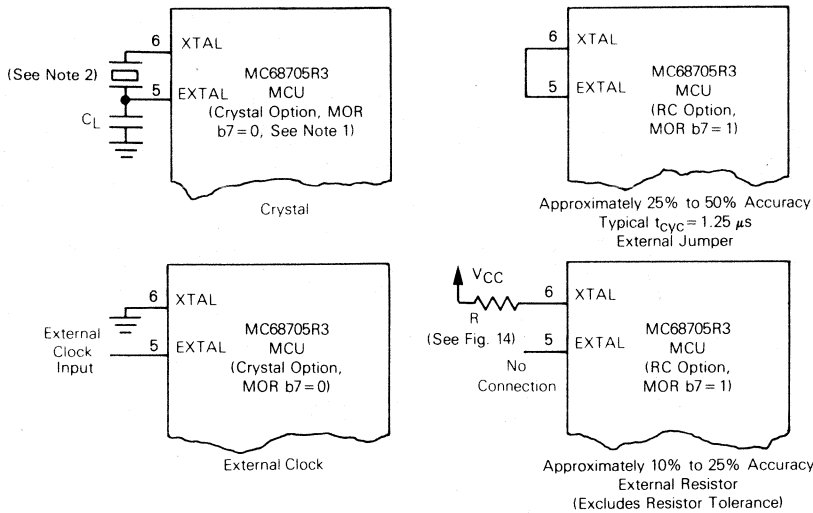 6
XTAL
(See Note 2)
5
EXTAL
CL
MC68705R3
MCU
(Crystal Option, MOR
b7=0, See Note 1)
Crystal
6
XTAL
5
EXTAL
MC68705R3
MCU
(RC Option,
MOR b7=1)
Approximately 25% to 50% Accuracy
Typical tcyc=1.25 μs
External Jumper
6
XTAL
External
Clock
Input
5
EXTAL
MC68705R3
MCU
(Crystal Option,
MOR b7=0)
External Clock
VCC
6
XTAL
R
(See Fig. 14)
5
EXTAL
No
Connection
MC68705R3
MCU
(RC Option,
MOR b7=1)
Approximately 10% to 25% Accuracy
External Resistor
(Excludes Resistor Tolerance)